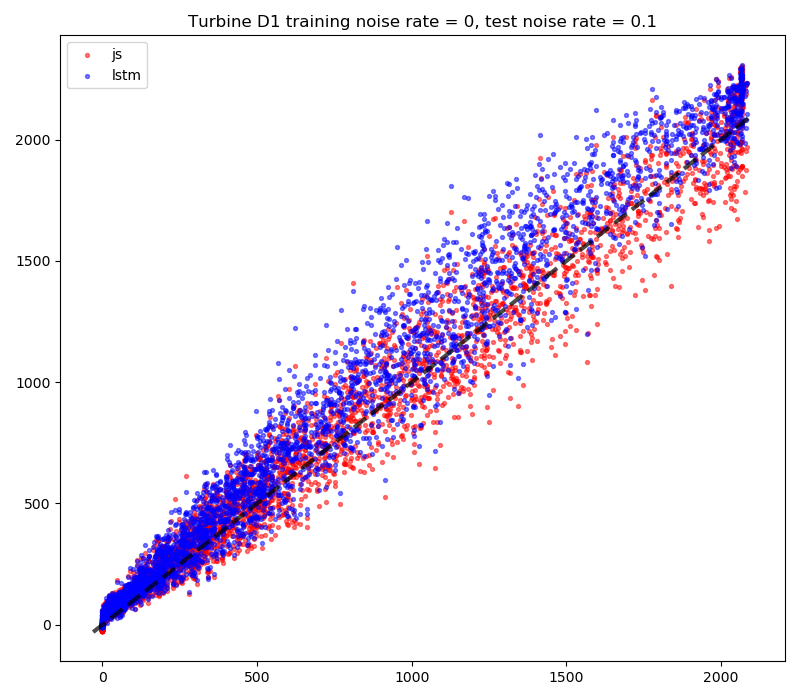 Turbine D1 training noise rate = 0, test noise rate = 0.1
js
lstm
2000
1500
1000
500
0
0 500 1000 1500 2000